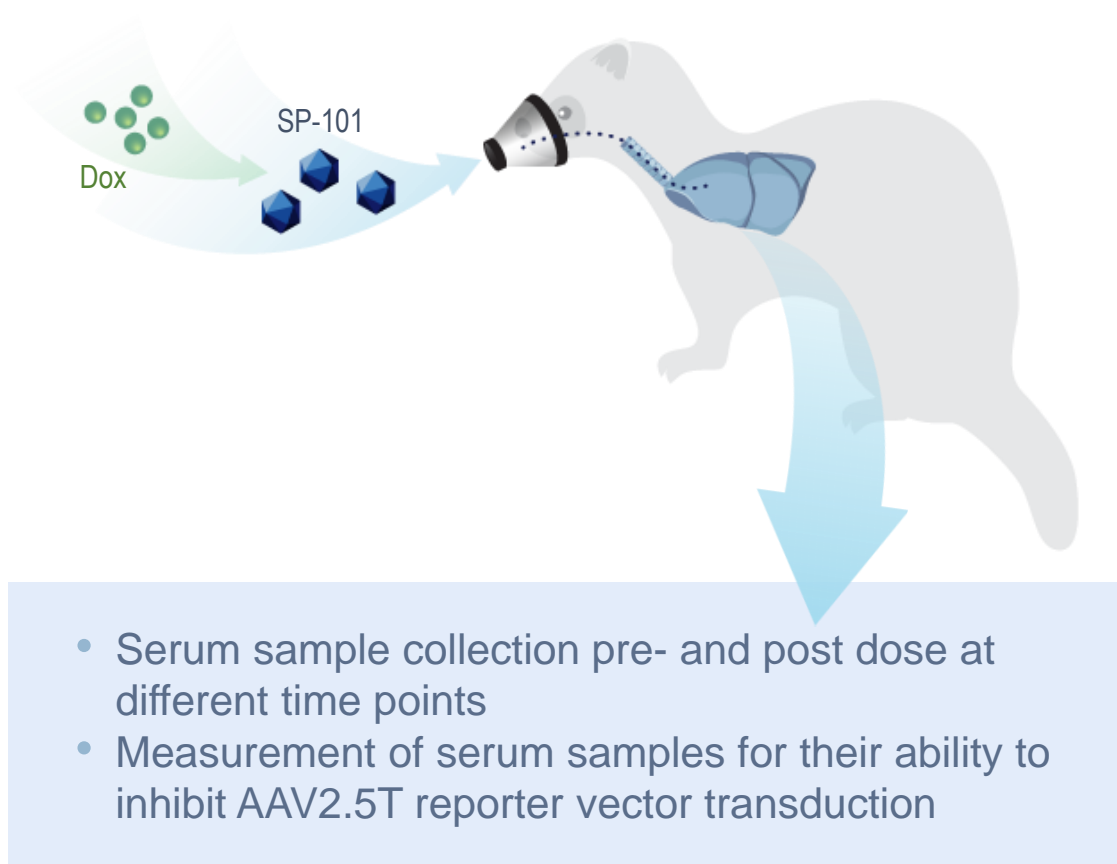 SP-101
Dox
• Serum sample collection pre- and post dose at
different time points
• Measurement of serum samples for their ability to
inhibit AAV2.5T reporter vector transduction